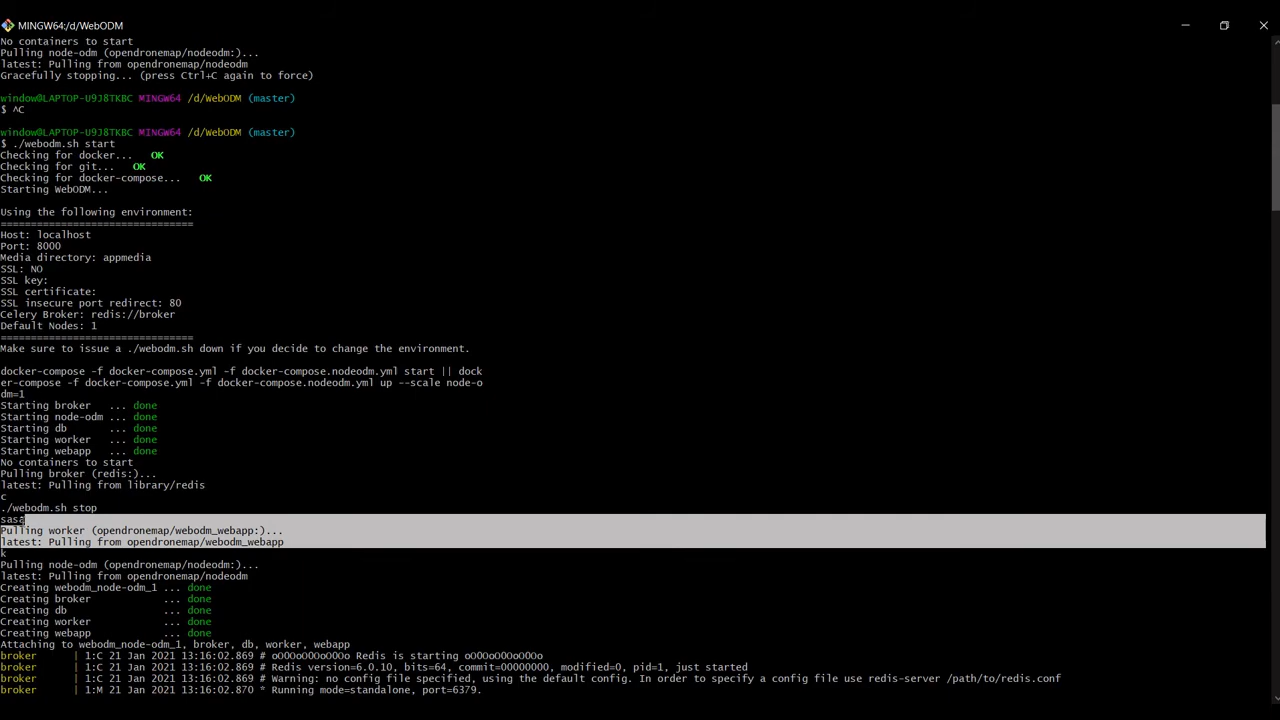 MINGW64:/d/WebODM
No containers to start
Pulling node-odm (opendronemap/nodeodm:)...
latest: Pulling from opendronemap/nodeodm
Gracefully stopping... (press Ctrl+C again to force)
window@LAPTOP-U9J8TKBC MINGW64 /d/WebODM (master)
$ ^C
window@LAPTOP-U9J8TKBC MINGW64 /d/WebODM (master)
$ ./webodm.sh start
Checking for docker... OK
Checking for git... OK
Checking for docker-compose... OK
Starting WebODM...
Using the following environment:
================================
Host: localhost
Port: 8000
Media directory: appmedia
SSL: NO
SSL key:
SSL certificate:
SSL insecure port redirect: 80
Celery Broker: redis://broker
Default Nodes: 1
================================
Make sure to issue a ./webodm.sh down if you decide to change the environment.
docker-compose -f docker-compose.yml -f docker-compose.nodeodm.yml start || dock
er-compose -f docker-compose.yml -f docker-compose.nodeodm.yml up --scale node-o
dm=1
Starting broker ... done
Starting node-odm ... done
Starting db ... done
Starting worker ... done
Starting webapp ... done
No containers to start
Pulling broker (redis:)...
latest: Pulling from library/redis
c
./webodm.sh stop
sasa
Pulling worker (opendronemap/webodm_webapp:)...
latest: Pulling from opendronemap/webodm_webapp
k
Pulling node-odm (opendronemap/nodeodm:)...
latest: Pulling from opendronemap/nodeodm
Creating webodm_node-odm_1 ... done
Creating broker ... done
Creating db ... done
Creating worker ... done
Creating webapp ... done
Attaching to webodm_node-odm_1, broker, db, worker, webapp
broker | 1:C 21 Jan 2021 13:16:02.869 # oO0OoO0OoO0Oo Redis is starting oO0OoO0OoO0Oo
broker | 1:C 21 Jan 2021 13:16:02.869 # Redis version=6.0.10, bits=64, commit=00000000, modified=0, pid=1, just started
broker | 1:C 21 Jan 2021 13:16:02.869 # Warning: no config file specified, using the default config. In order to specify a config file use redis-server /path/to/redis.conf
broker | 1:M 21 Jan 2021 13:16:02.870 * Running mode=standalone, port=6379.